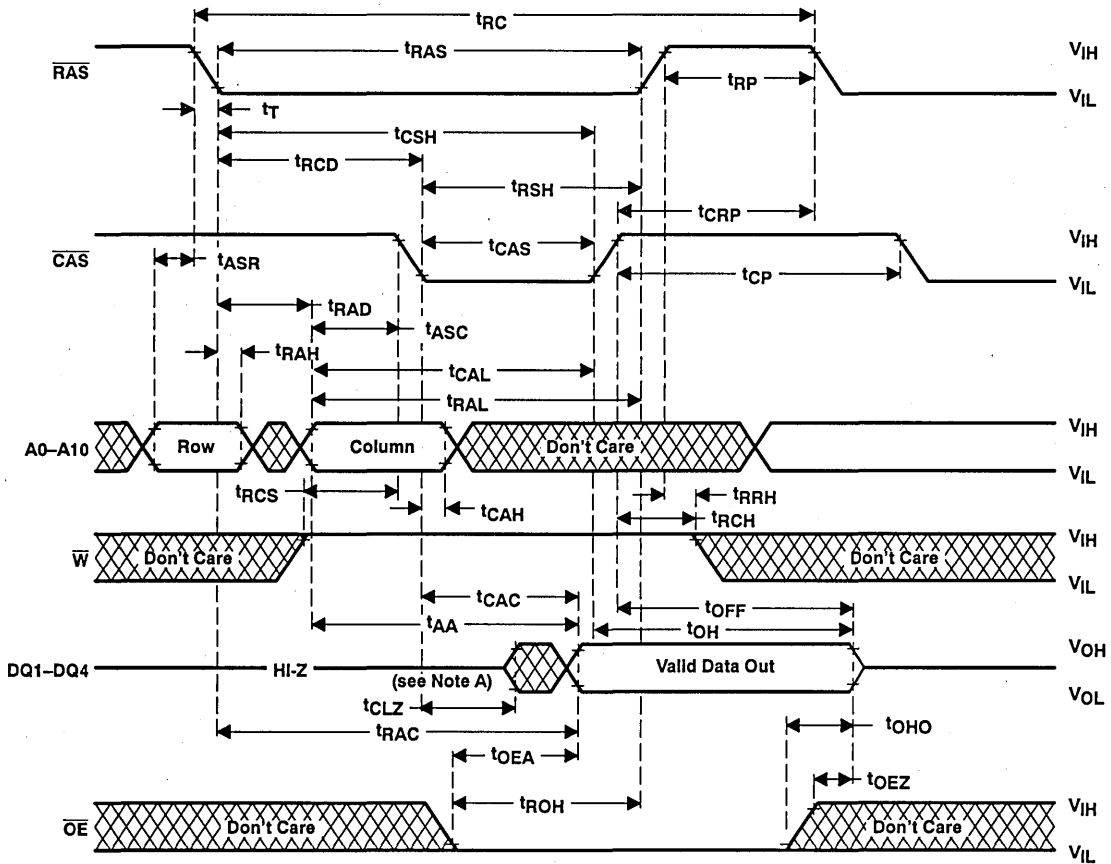 tRC
RAS
tRAS
VIH
tRP
VIL
tT
tCSH
tRCD
tRSH
tCRP
CAS
tCAS
VIH
tASR
tCP
VIL
tRAD
tASC
tRAH
tCAL
tRAL
A0–A10
Row
Column
Don't Care
VIH
VIL
tRCS
tRRH
tCAH
tRCH
W
Don't Care
Don't Care
VIH
VIL
tCAC
tOFF
tAA
tOH
DQ1–DQ4
HI-Z
Valid Data Out
VOH
(see Note A)
VOL
tCLZ
tRAC
tOHO
tOEA
tOEZ
tROH
OE
Don't Care
Don't Care
VIH
VIL